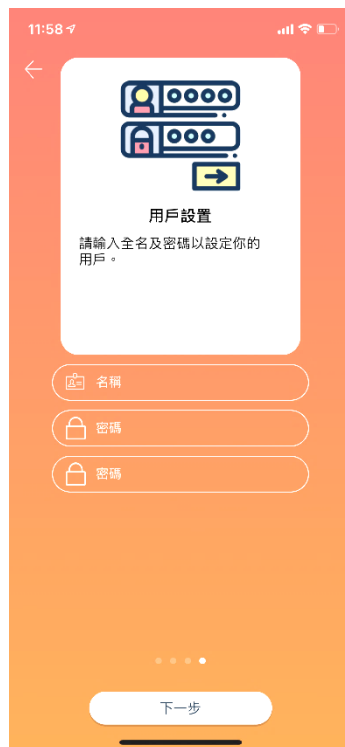 11:58
用戶設置
請輸入全名及密碼以設定你的
用戶。
名稱
密碼
密碼
下一步